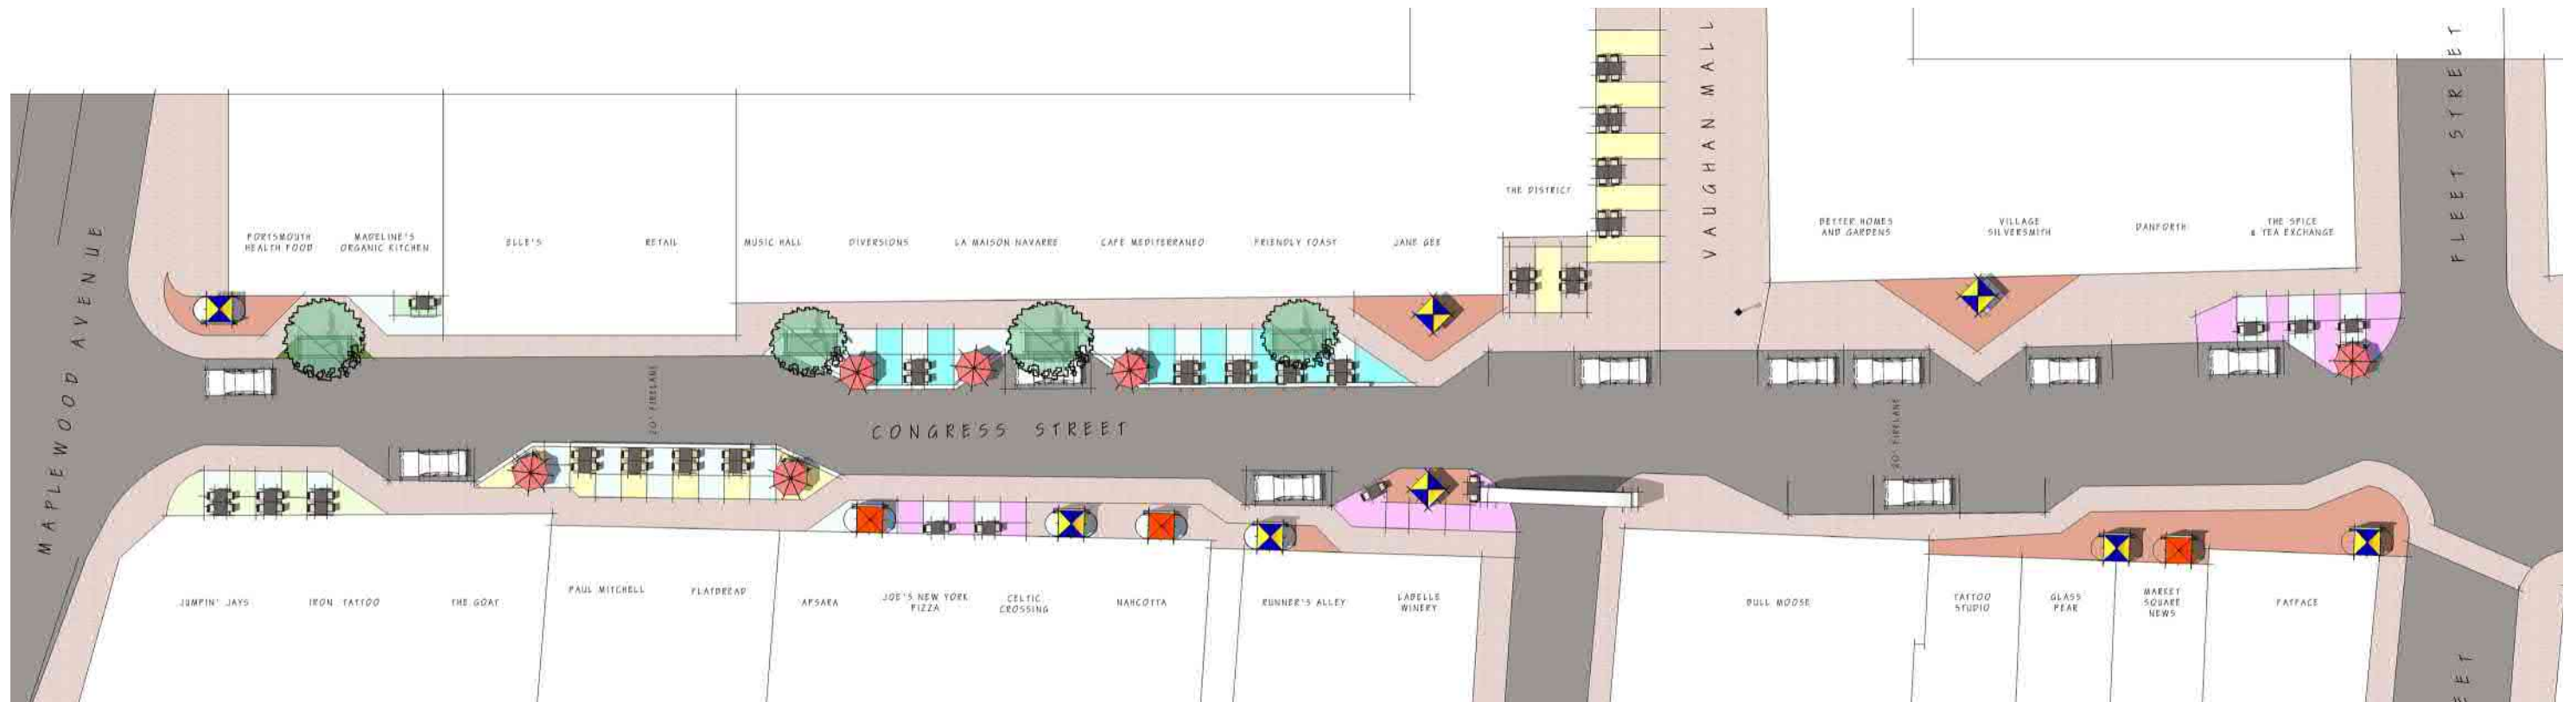 MAPLEWOOD AVENUE
VAUGHAN MALL
FLEET STREET
THE DISTRICT
PORTSMOUTH
HEALTH FOOD
MADELINE'S
ORGANIC KITCHEN
ELLE'S
RETAIL
MUSIC HALL
DIVERSIONS
LA MAISON NAVARRE
CAFE MEDITERRANEO
FRIENDLY TOAST
JANE GEE
BETTER HOMES
AND GARDENS
VILLAGE
SILVERSMITH
DANFORTH
THE SPICE
& TEA EXCHANGE
20' FIRELANE
CONGRESS STREET
20' FIRELANE
JUMPIN' JAYS
IRON TATTOO
THE GOAT
PAUL MITCHELL
FLATBREAD
APSARA
JOE'S NEW YORK
PIZZA
CELTIC
CROSSING
NAHCOTTA
RUNNER'S ALLEY
LABELLE
WINERY
BULL MOOSE
TATTOO
STUDIO
GLASS
PEAR
MARKET
SQUARE
NEWS
FATFACE
EET